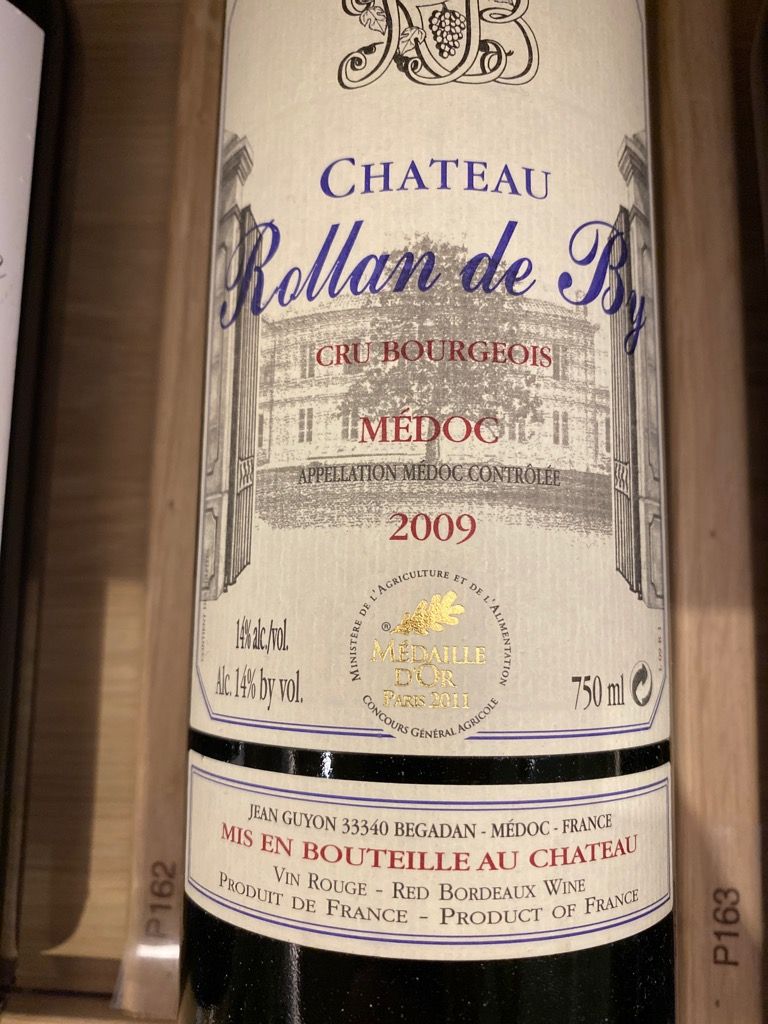 CHATEAU
Rollan de By
CRU BOURGEOIS
MÉDOC
APPELLATION MÉDOC CONTRÔLÉE
2009
14% alc./vol.
Alc. 14% by vol.
MINISTÈRE DE L'AGRICULTURE ET DE L'ALIMENTATION
®
MÉDAILLE
D'OR
PARIS 2011
CONCOURS GÉNÉRAL AGRICOLE
750 ml
JEAN GUYON 33340 BEGADAN - MÉDOC - FRANCE
MIS EN BOUTEILLE AU CHATEAU
VIN ROUGE - RED BORDEAUX WINE
PRODUIT DE FRANCE - PRODUCT OF FRANCE
P162
P163